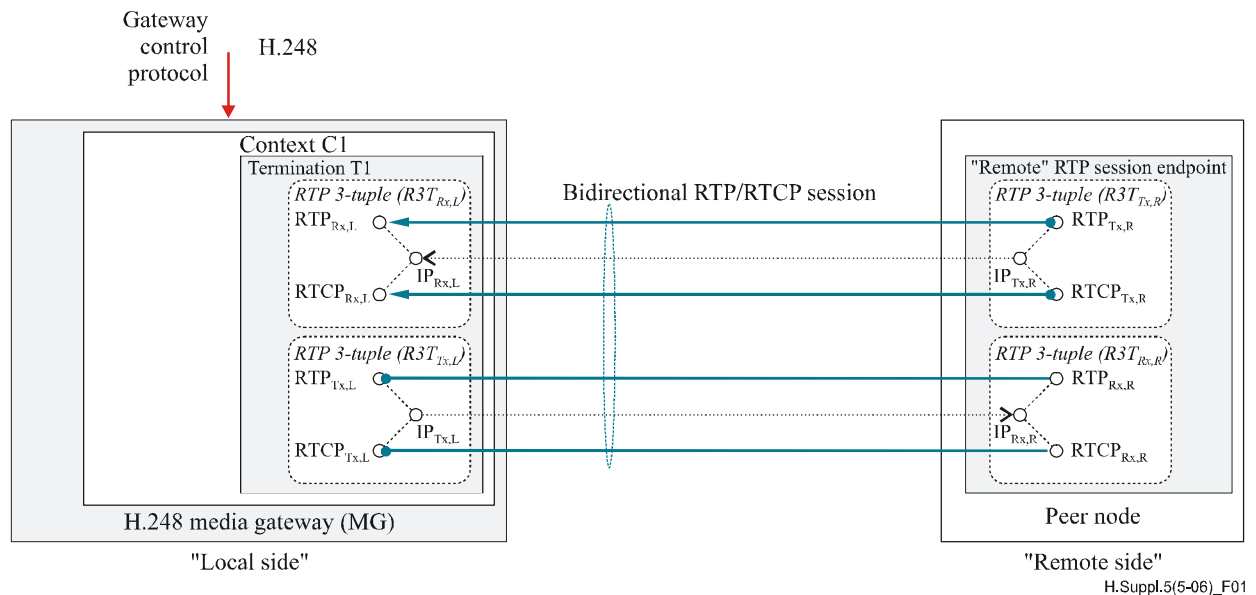 Gateway
control
protocol
H.248
Context C1
Termination T1
RTP 3-tuple (R3T_Rx,L)
RTP_Rx,L
IP_Rx,L
RTCP_Rx,L
RTP 3-tuple (R3T_Tx,L)
RTP_Tx,L
IP_Tx,L
RTCP_Tx,L
H.248 media gateway (MG)
"Local side"
Bidirectional RTP/RTCP session
"Remote" RTP session endpoint
RTP 3-tuple (R3T_Tx,R)
RTP_Tx,R
IP_Tx,R
RTCP_Tx,R
RTP 3-tuple (R3T_Rx,R)
RTP_Rx,R
IP_Rx,R
RTCP_Rx,R
Peer node
"Remote side"
H.Suppl.5(5-06)_F01